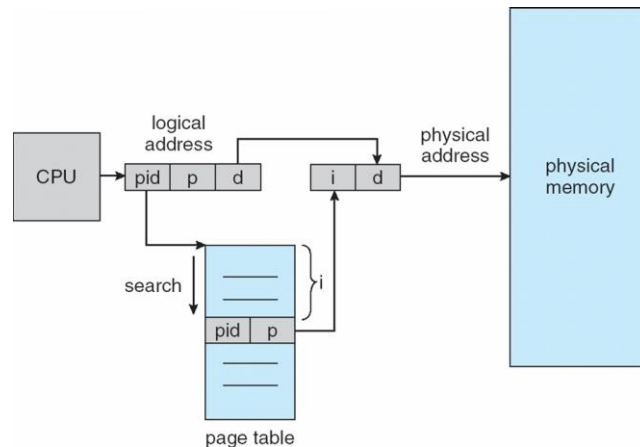 logical
address
physical
address
CPU
pid p d
i d
physical
memory
search
i
pid p
page table